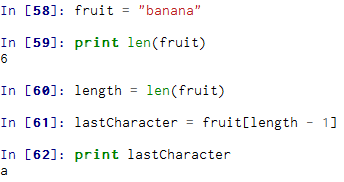 In [58]: fruit = "banana"
In [59]: print len(fruit)
6
In [60]: length = len(fruit)
In [61]: lastCharacter = fruit[length - 1]
In [62]: print lastCharacter
a